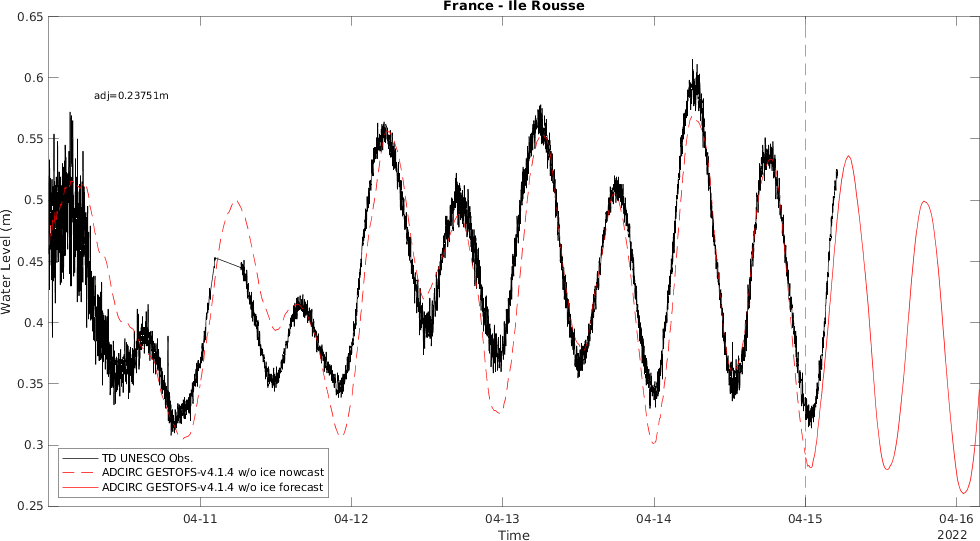 France - Ile Rousse
0.65
0.6
0.55
0.5
0.45
0.4
0.35
0.3
0.25
Water Level (m)
adj=0.23751m
TD UNESCO Obs.
ADCIRC GESTOFS-v4.1.4 w/o ice nowcast
ADCIRC GESTOFS-v4.1.4 w/o ice forecast
04-11 04-12 04-13 04-14 04-15 04-16
Time
2022